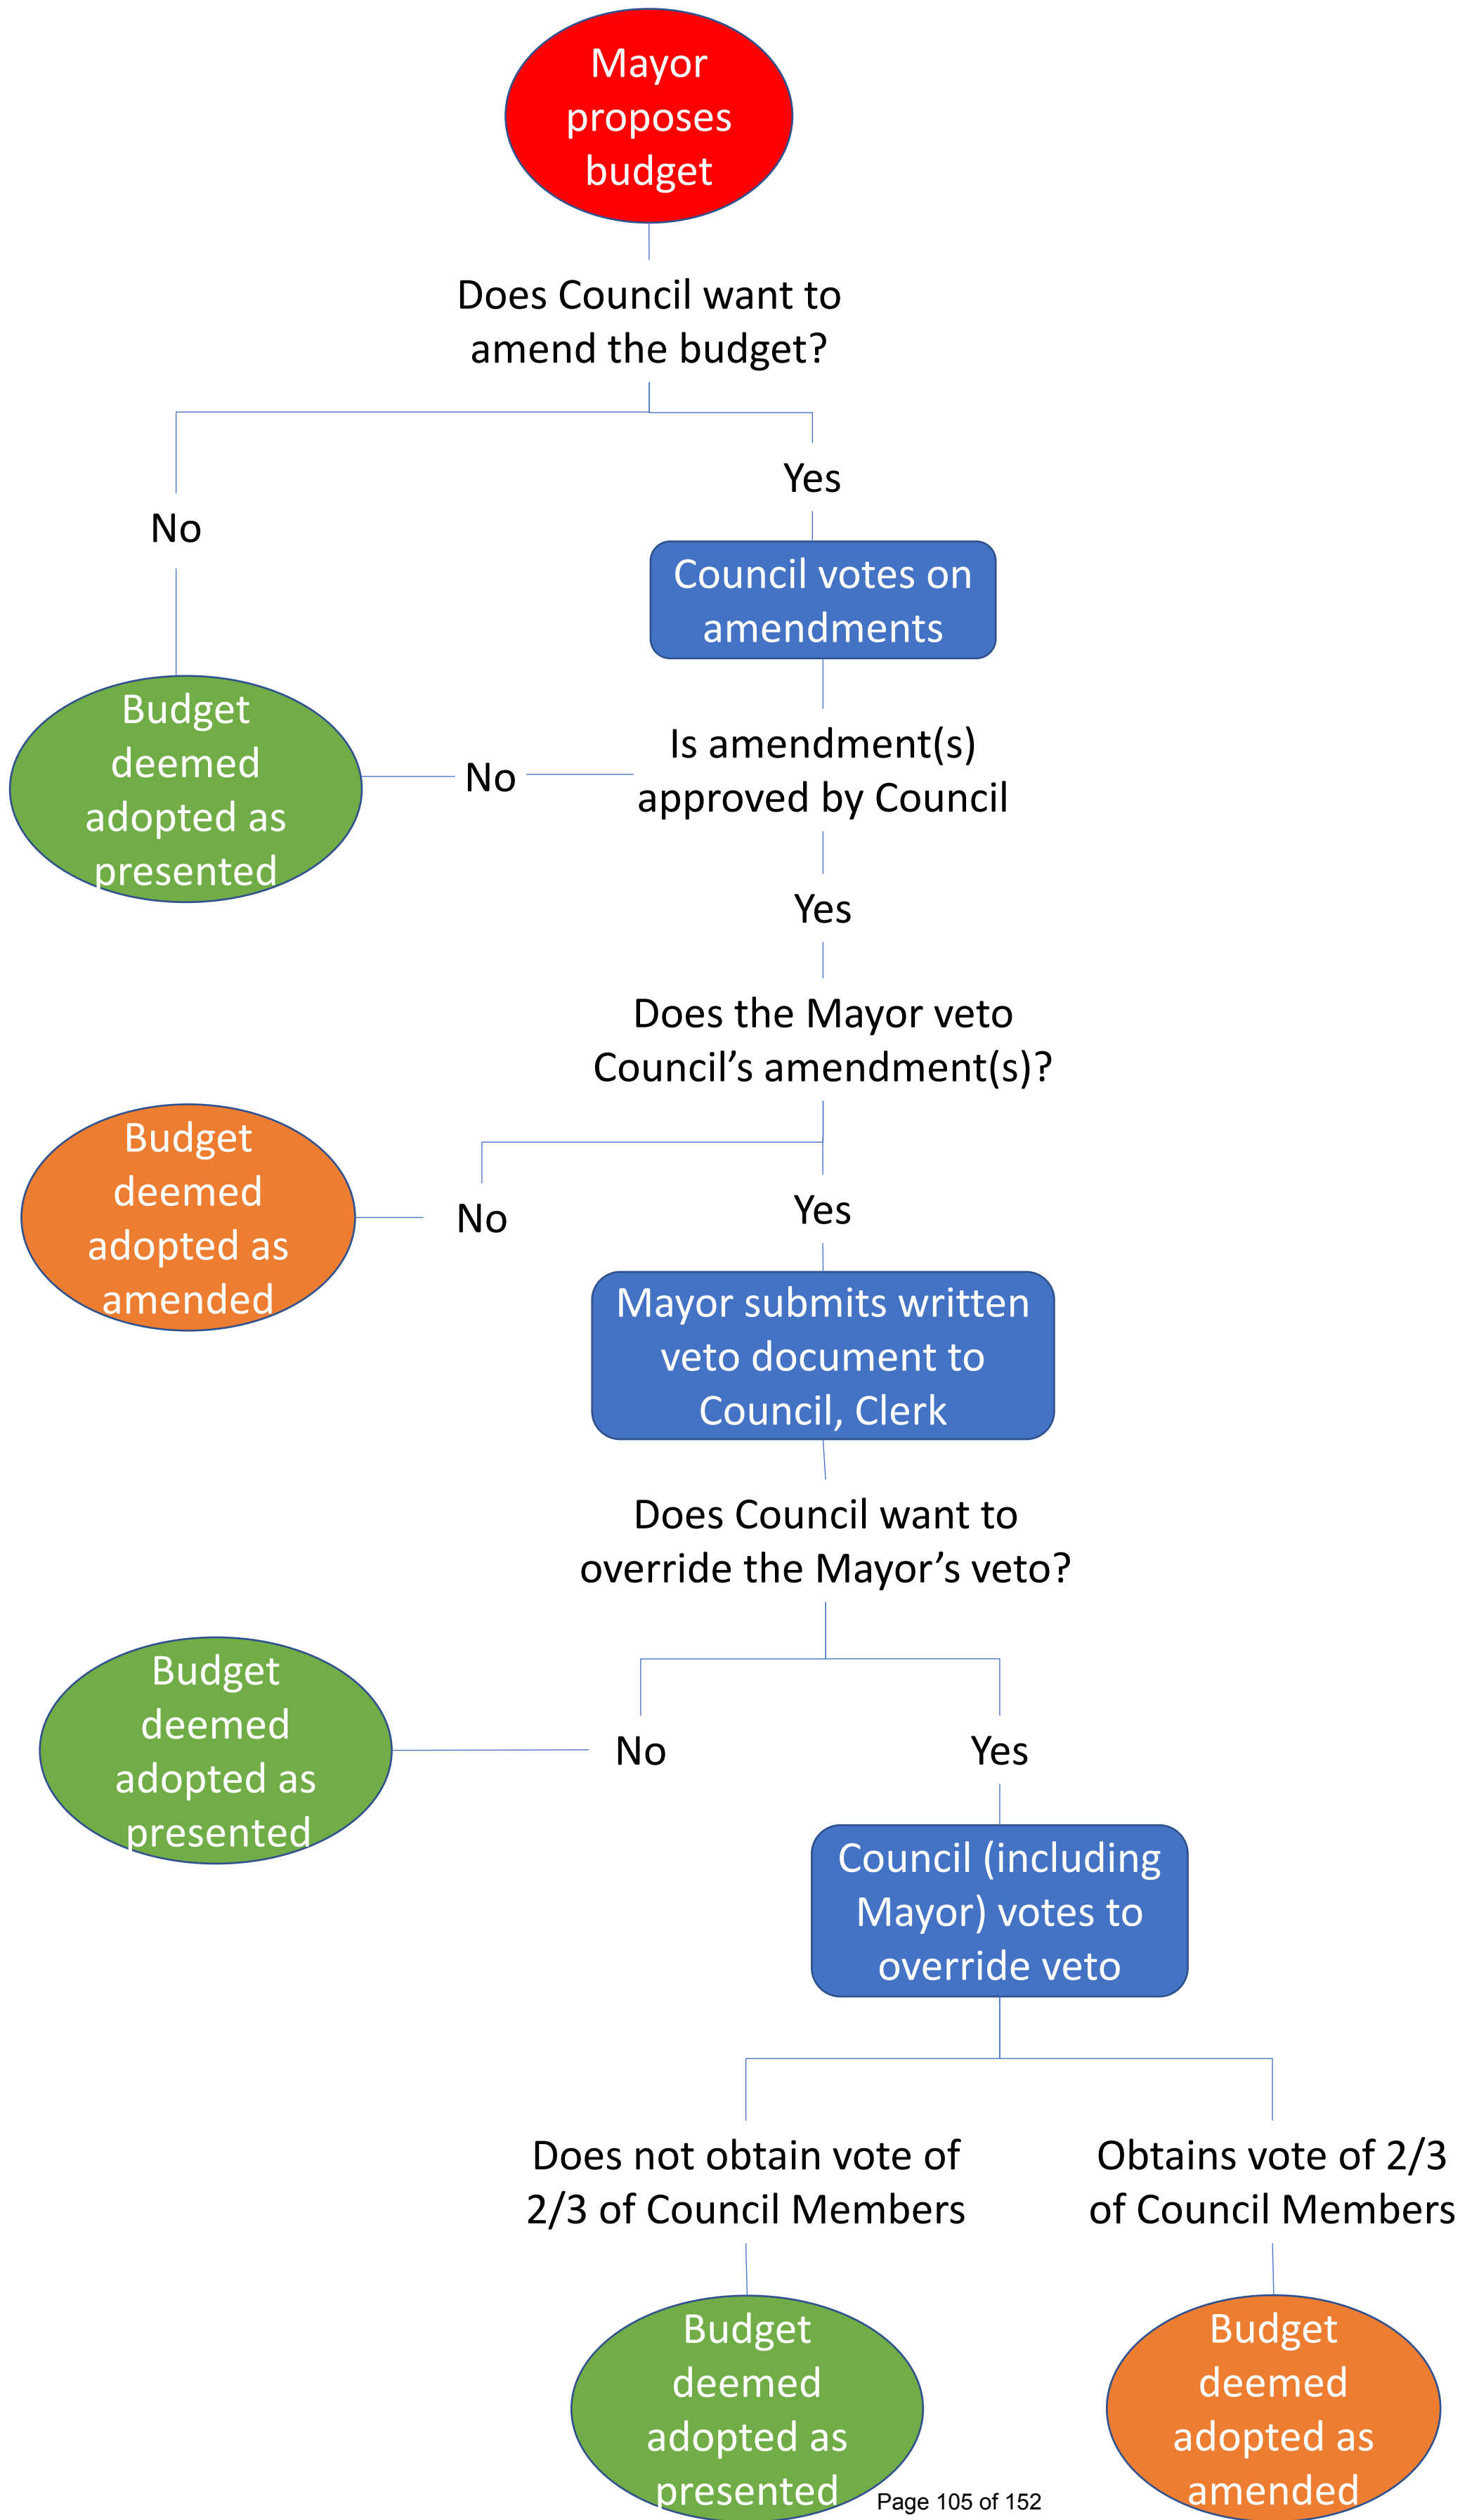 Mayor
proposes
budget
Does Council want to
amend the budget?
Yes
No
Council votes on
amendments
Budget
deemed
adopted as
presented
No
Is amendment(s)
approved by Council
Yes
Does the Mayor veto
Council’s amendment(s)?
Budget
deemed
adopted as
amended
No
Yes
Mayor submits written
veto document to
Council, Clerk
Does Council want to
override the Mayor’s veto?
Budget
deemed
adopted as
presented
No
Yes
Council (including
Mayor) votes to
override veto
Does not obtain vote of
2/3 of Council Members
Obtains vote of 2/3
of Council Members
Budget
deemed
adopted as
presented
Budget
deemed
adopted as
amended
Page 105 of 152